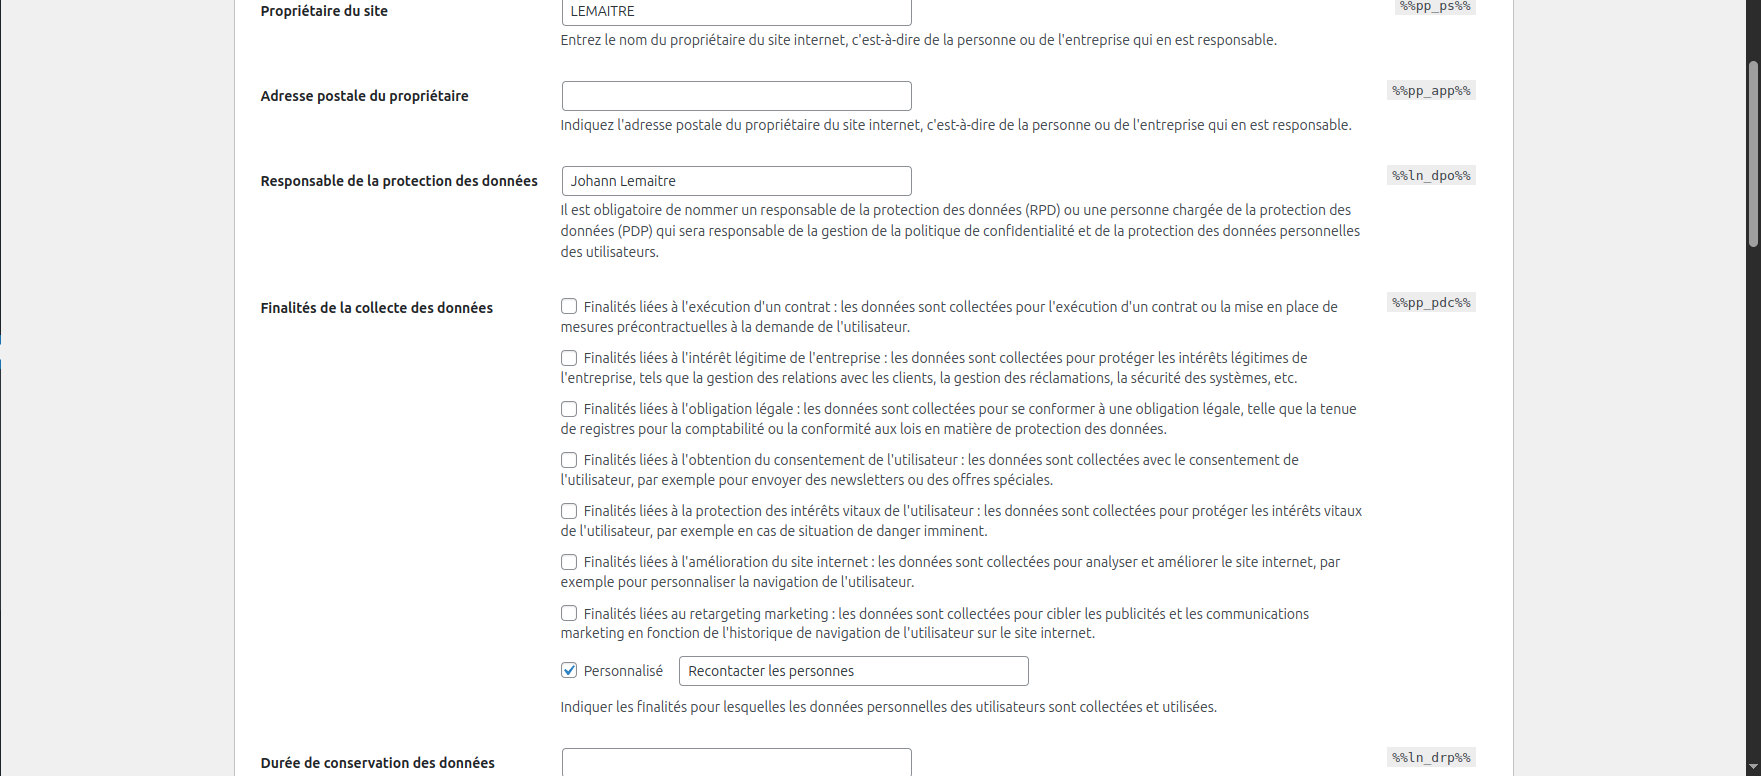 Propriétaire du site
LEMAITRE
%%pp_ps%%
Entrez le nom du propriétaire du site internet, c'est-à-dire de la personne ou de l'entreprise qui en est responsable.
Adresse postale du propriétaire
%%pp_app%%
Indiquez l'adresse postale du propriétaire du site internet, c'est-à-dire de la personne ou de l'entreprise qui en est responsable.
Responsable de la protection des données
Johann Lemaitre
%%ln_dpo%%
Il est obligatoire de nommer un responsable de la protection des données (RPD) ou une personne chargée de la protection des
données (PDP) qui sera responsable de la gestion de la politique de confidentialité et de la protection des données personnelles
des utilisateurs.
Finalités de la collecte des données
%%pp_pdc%%
Finalités liées à l'exécution d'un contrat : les données sont collectées pour l'exécution d'un contrat ou la mise en place de
mesures précontractuelles à la demande de l'utilisateur.
Finalités liées à l'intérêt légitime de l'entreprise : les données sont collectées pour protéger les intérêts légitimes de
l'entreprise, tels que la gestion des relations avec les clients, la gestion des réclamations, la sécurité des systèmes, etc.
Finalités liées à l'obligation légale : les données sont collectées pour se conformer à une obligation légale, telle que la tenue
de registres pour la comptabilité ou la conformité aux lois en matière de protection des données.
Finalités liées à l'obtention du consentement de l'utilisateur : les données sont collectées avec le consentement de
l'utilisateur, par exemple pour envoyer des newsletters ou des offres spéciales.
Finalités liées à la protection des intérêts vitaux de l'utilisateur : les données sont collectées pour protéger les intérêts vitaux
de l'utilisateur, par exemple en cas de situation de danger imminent.
Finalités liées à l'amélioration du site internet : les données sont collectées pour analyser et améliorer le site internet, par
exemple pour personnaliser la navigation de l'utilisateur.
Finalités liées au retargeting marketing : les données sont collectées pour cibler les publicités et les communications
marketing en fonction de l'historique de navigation de l'utilisateur sur le site internet.
Personnalisé
Recontacter les personnes
Indiquer les finalités pour lesquelles les données personnelles des utilisateurs sont collectées et utilisées.
Durée de conservation des données
%%ln_drp%%